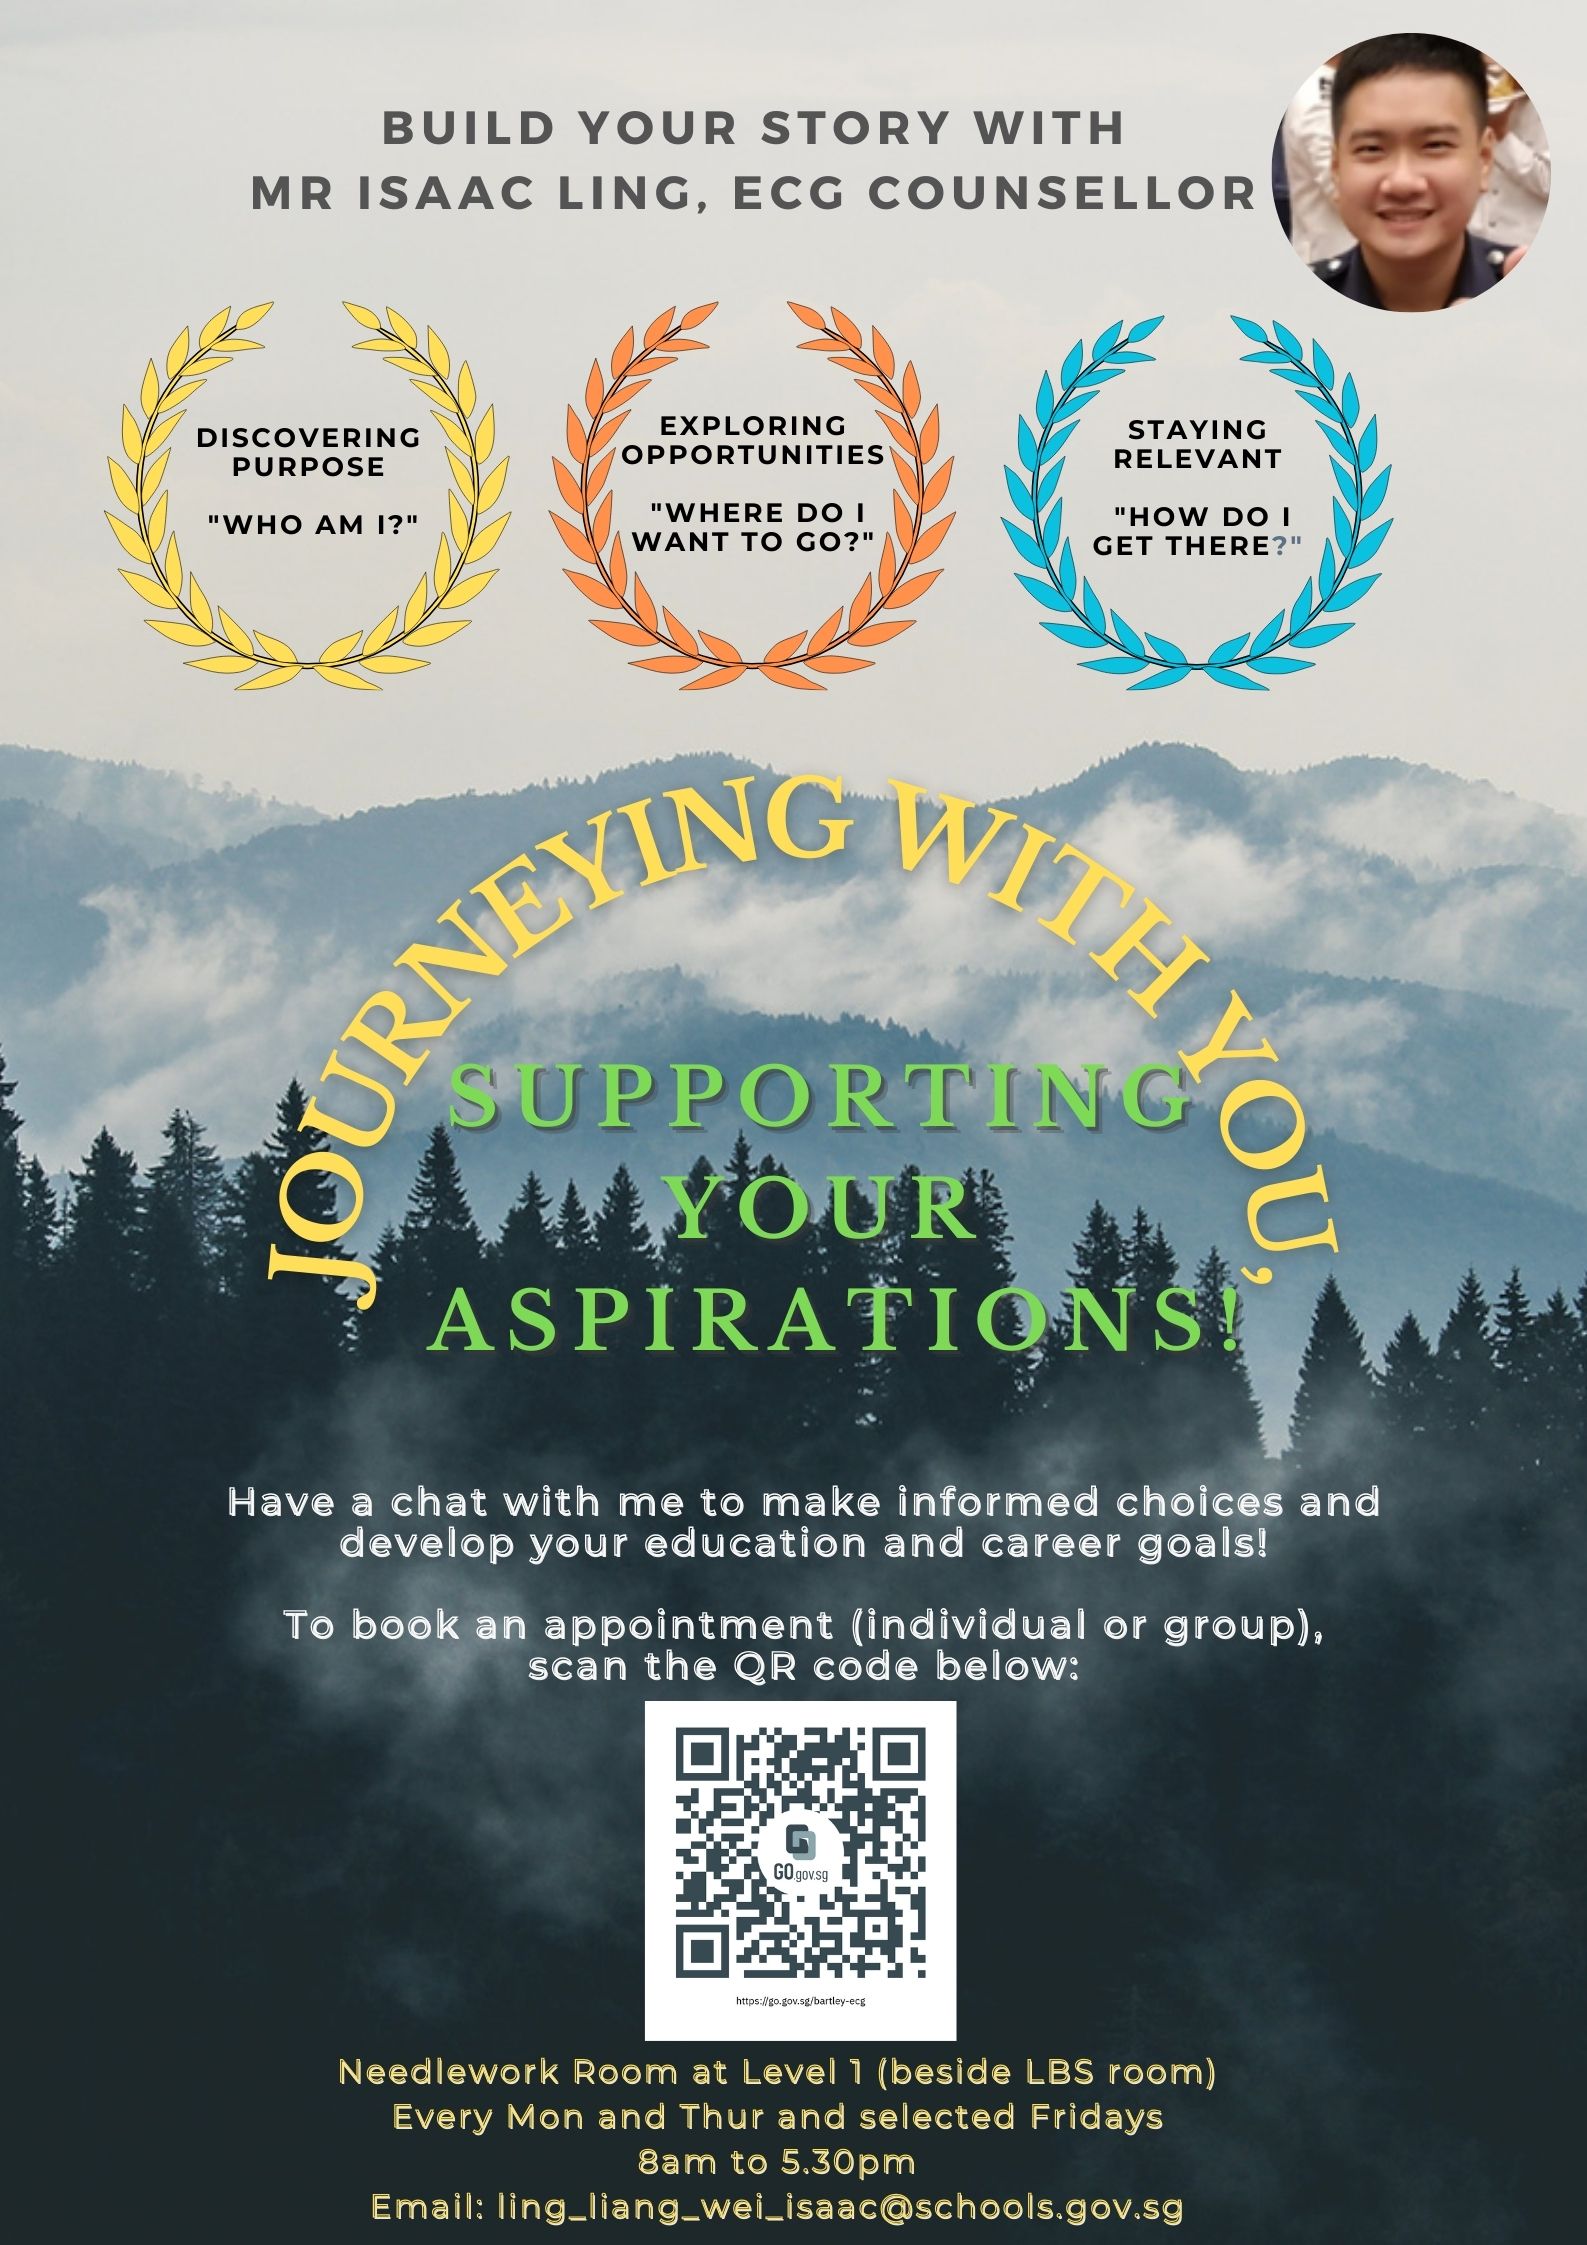 BUILD YOUR STORY WITH
MR ISAAC LING, ECG COUNSELLOR
DISCOVERING
PURPOSE
"WHO AM I?"
EXPLORING
OPPORTUNITIES
"WHERE DO I
WANT TO GO?"
STAYING
RELEVANT
"HOW DO I
GET THERE?"
JOURNEYING WITH YOU,
SUPPORTING
YOUR
ASPIRATIONS!
Have a chat with me to make informed choices and
develop your education and career goals!
To book an appointment (individual or group),
scan the QR code below:
GO.gov.sg
https://go.gov.sg/bartley-ecg
Needlework Room at Level 1 (beside LBS room)
Every Mon and Thur and selected Fridays
8am to 5.30pm
Email: ling_liang_wei_isaac@schools.gov.sg